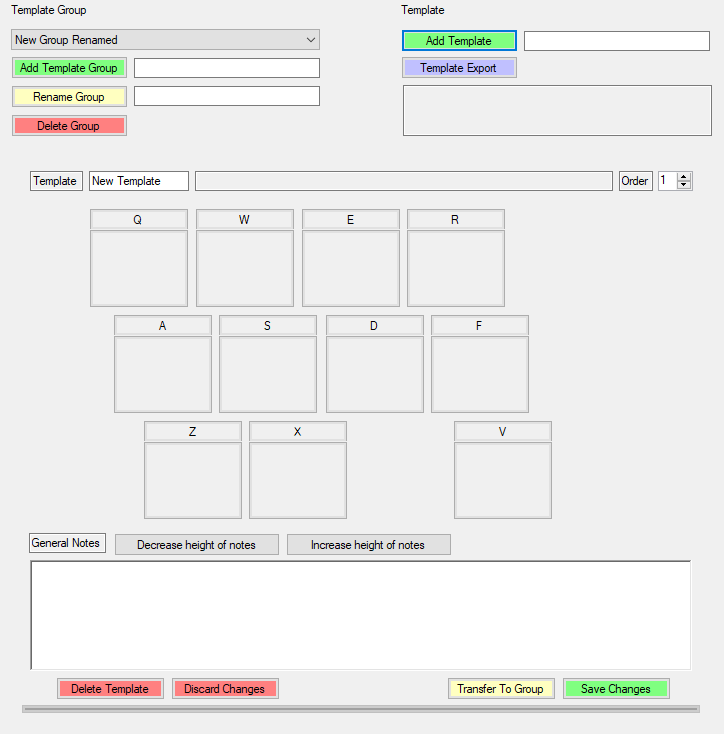 Template Group
Template
New Group Renamed
Add Template
Add Template Group
Template Export
Rename Group
Delete Group
Template New Template Order 1
Q W E R
A S D F
Z X V
General Notes Decrease height of notes Increase height of notes
Delete Template Discard Changes Transfer To Group Save Changes